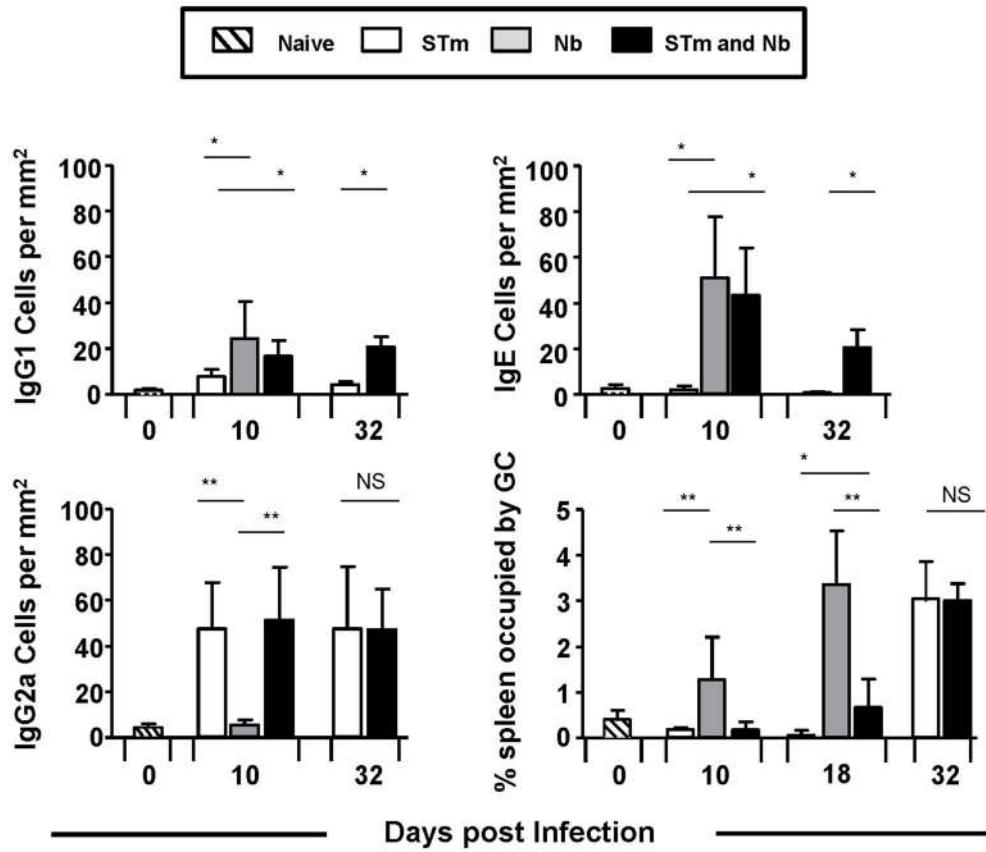 Naive STm Nb STm and Nb
IgG1 Cells per mm²
100
80
60
40
20
0
* * *
0 10 32
IgE Cells per mm²
100
80
60
40
20
0
* * *
0 10 32
IgG2a Cells per mm²
100
80
60
40
20
0
** ** NS
0 10 32
% spleen occupied by GC
5
4
3
2
1
0
** ** * ** NS
0 10 18 32
Days post Infection